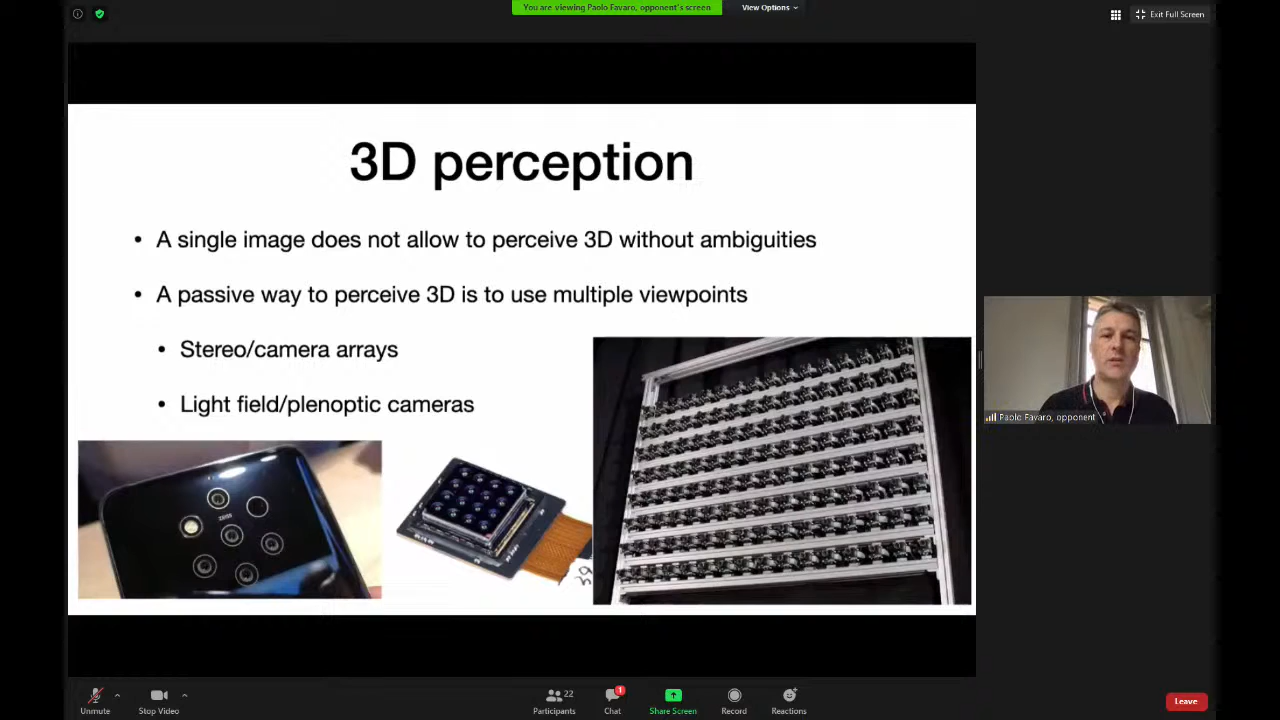 You are viewing Paolo Favaro, opponent's screen
View Options
Exit Full Screen
3D perception
• A single image does not allow to perceive 3D without ambiguities
• A passive way to perceive 3D is to use multiple viewpoints
• Stereo/camera arrays
• Light field/plenoptic cameras
ZEISS
39
Paolo Favaro, opponent
Unmute
Stop Video
22
Participants
1
Chat
Share Screen
Record
Reactions
Leave